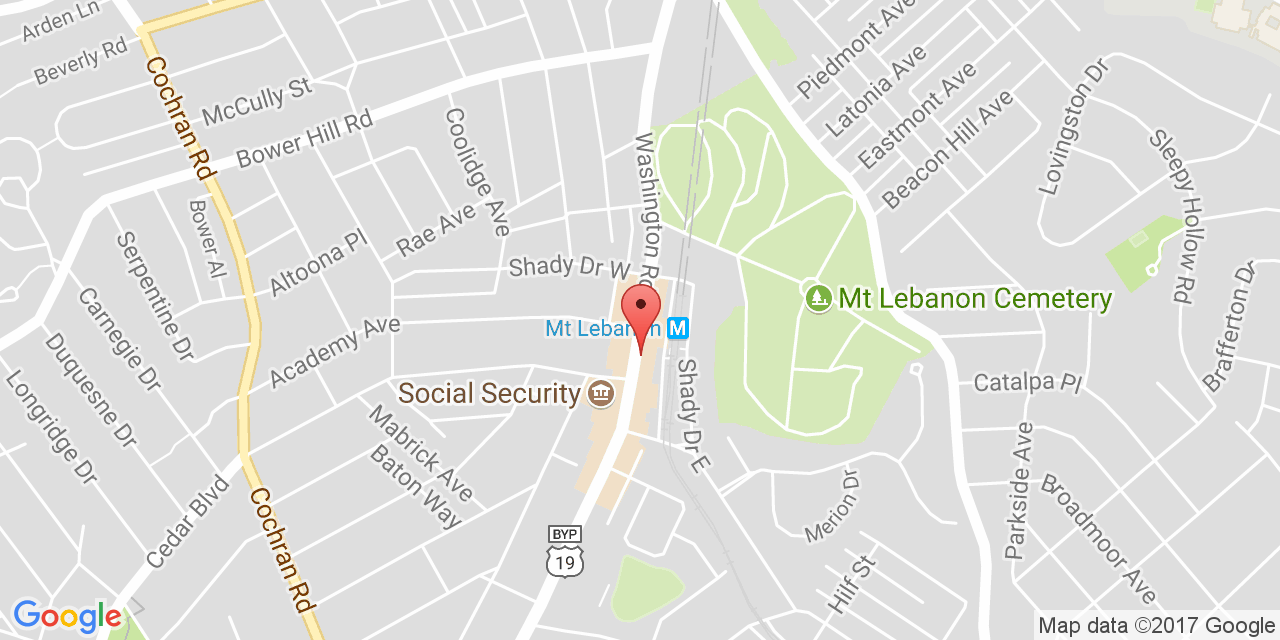 Arden Ln
Beverly Rd
Cochran Rd
McCully St
Bower Hill Rd
Coolidge Ave
Washington Rd
Piedmont Ave
Latonia Ave
Eastmont Ave
Beacon Hill Ave
Lovingston Dr
Sleepy Hollow Rd
Bower Al
Rae Ave
Altoona Pl
Serpentine Dr
Shady Dr W
Carnegie Dr
Academy Ave
Mt Lebanon
M
Mt Lebanon Cemetery
Brafferton Dr
Duquesne Dr
Longridge Dr
Social Security
Shady Dr E
Catalpa Pl
Mabrick Ave
Baton Way
Cedar Blvd
Cochran Rd
Merion Dr
Parkside Ave
Broadmoor Ave
BYP
19
Hilf St
Google
Map data ©2017 Google